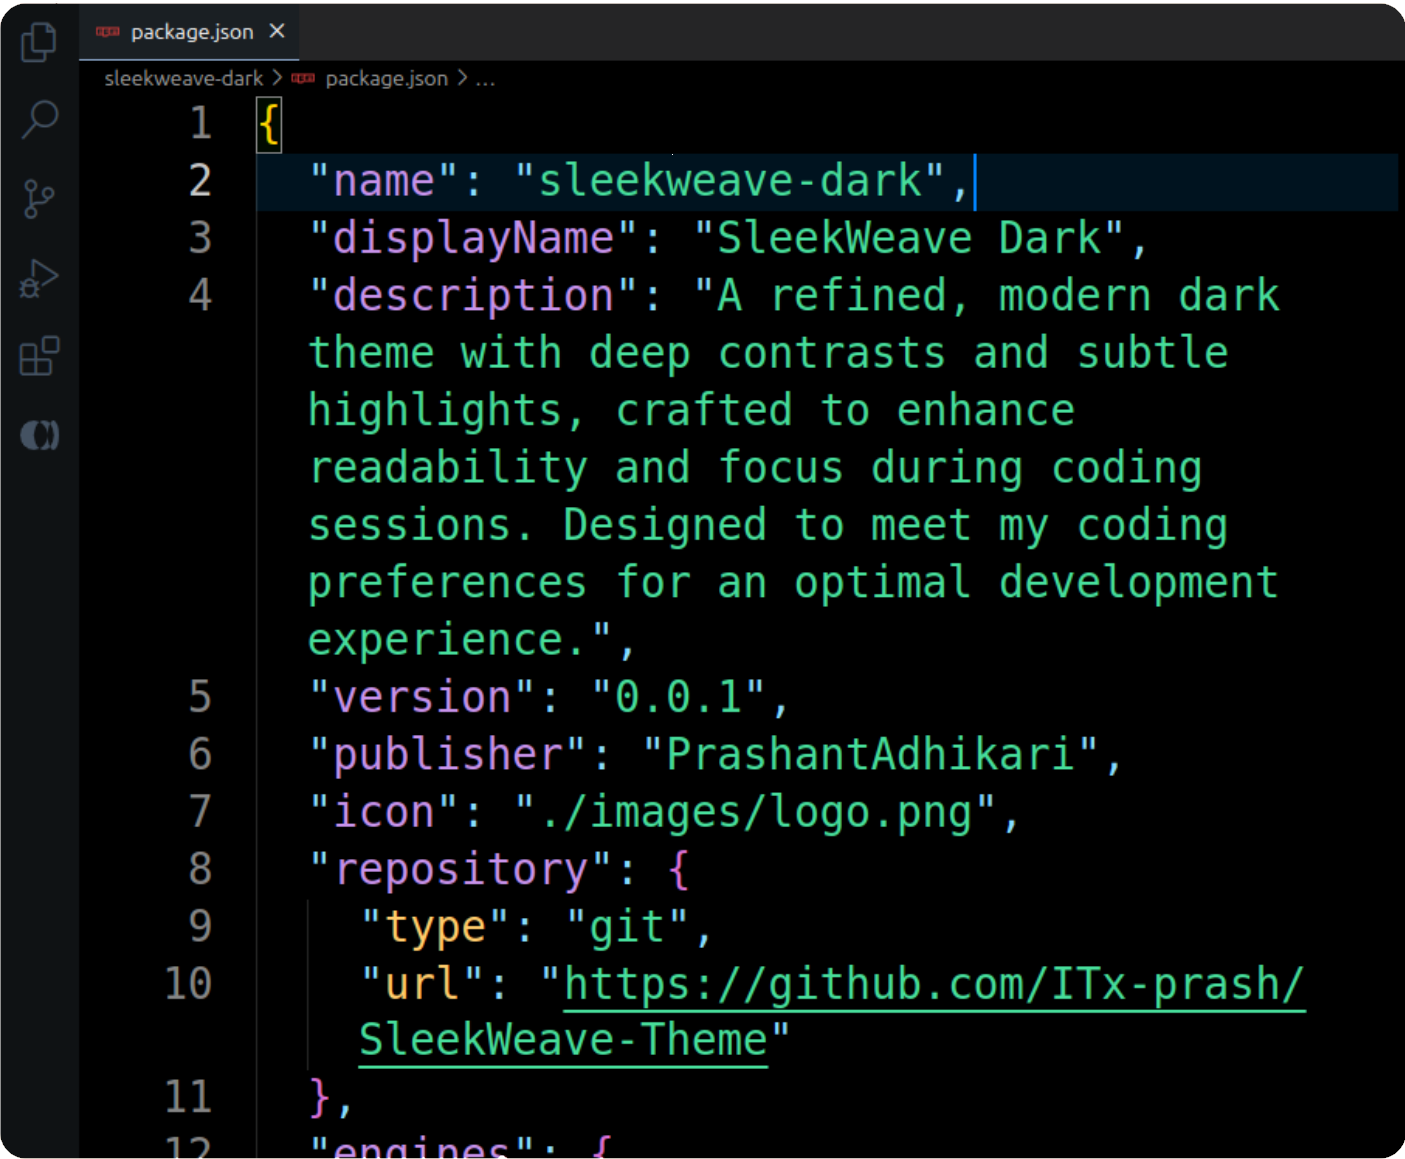 package.json ×
sleekweave-dark > package.json > ...
1 {
2 "name": "sleekweave-dark",
3 "displayName": "SleekWeave Dark",
4 "description": "A refined, modern dark
theme with deep contrasts and subtle
highlights, crafted to enhance
readability and focus during coding
sessions. Designed to meet my coding
preferences for an optimal development
experience.",
5 "version": "0.0.1",
6 "publisher": "PrashantAdhikari",
7 "icon": "./images/logo.png",
8 "repository": {
9 "type": "git",
10 "url": "https://github.com/ITx-prash/
SleekWeave-Theme"
11 },
12 "engines": {